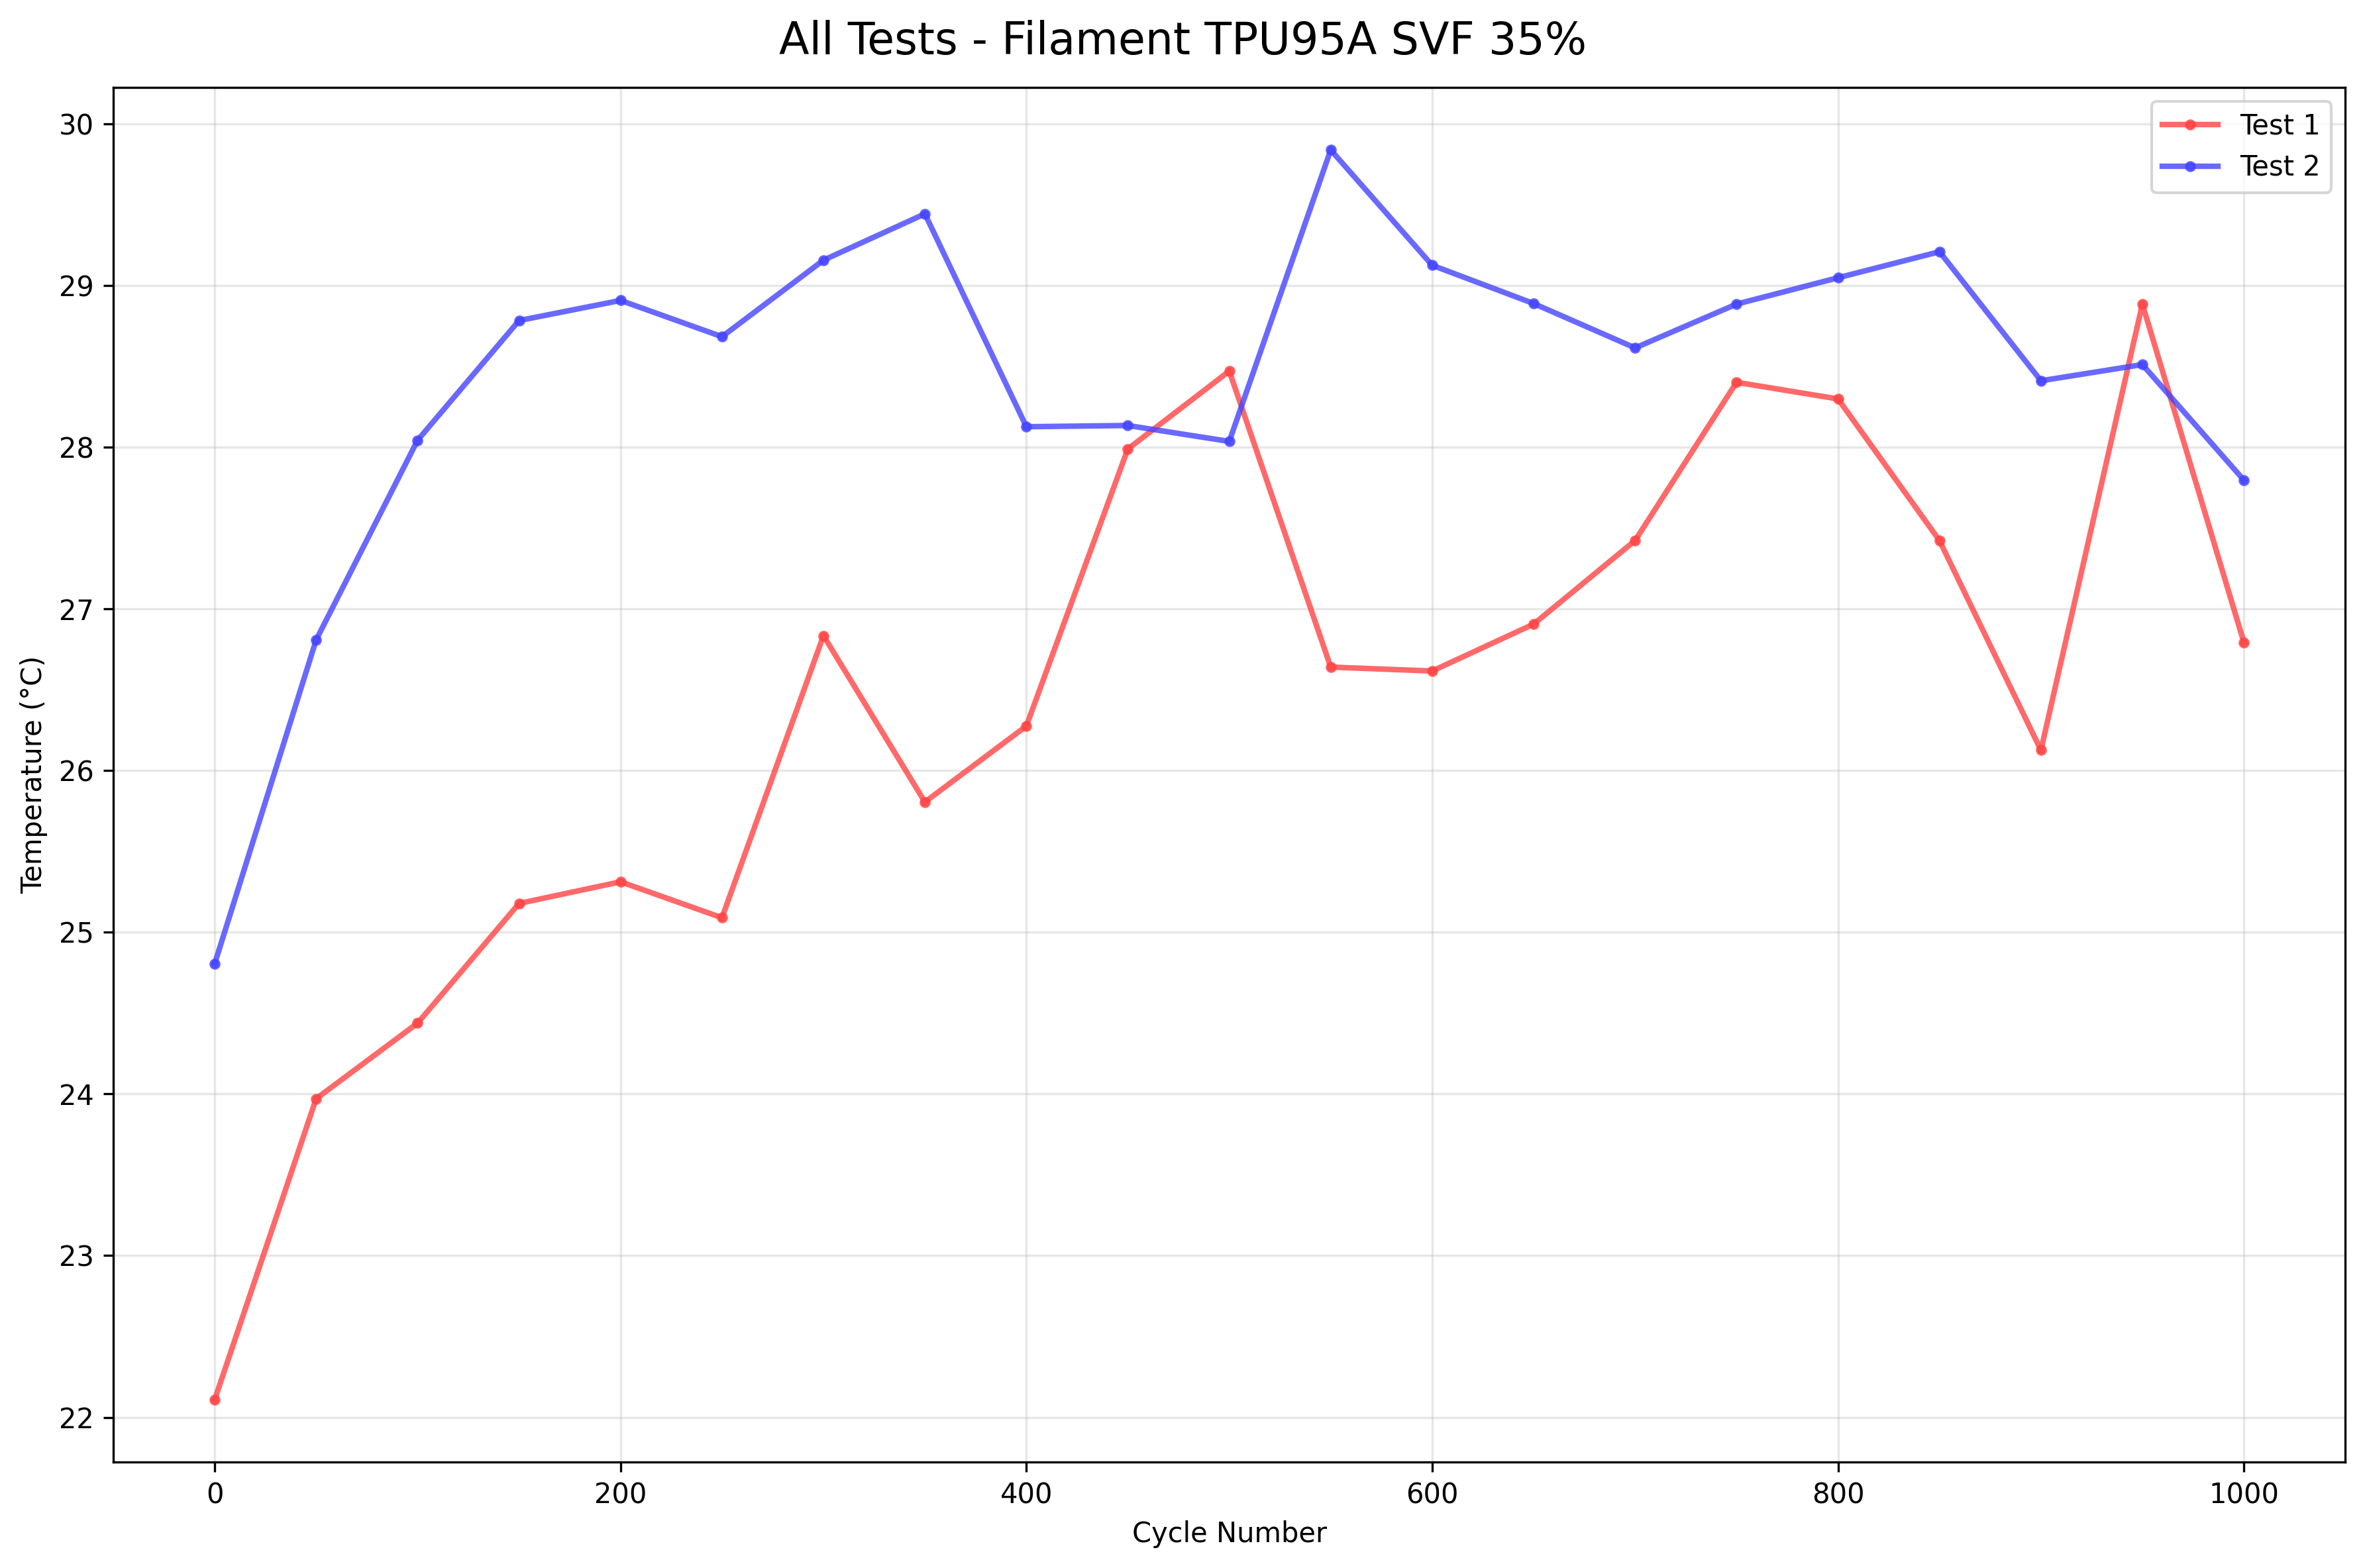 All Tests - Filament TPU95A SVF 35%
Test 1
Test 2
Temperature (°C)
30
29
28
27
26
25
24
23
22
0 200 400 600 800 1000
Cycle Number